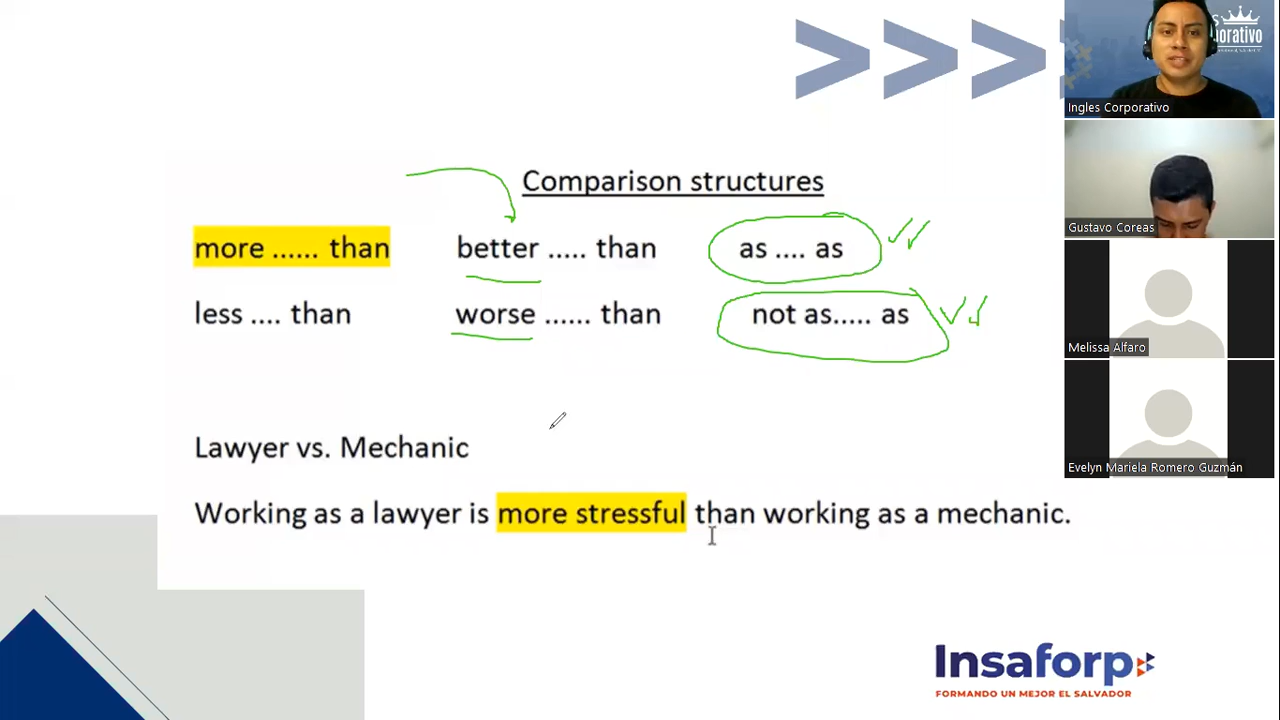 Comparison structures
more ...... than
better ..... than
as .... as
less .... than
worse ...... than
not as..... as
Lawyer vs. Mechanic
Working as a lawyer is more stressful than working as a mechanic.
Insaforp
FORMANDO UN MEJOR EL SALVADOR
orativo
Ingles Corporativo
Gustavo Coreas
Melissa Alfaro
Evelyn Mariela Romero Guzmán